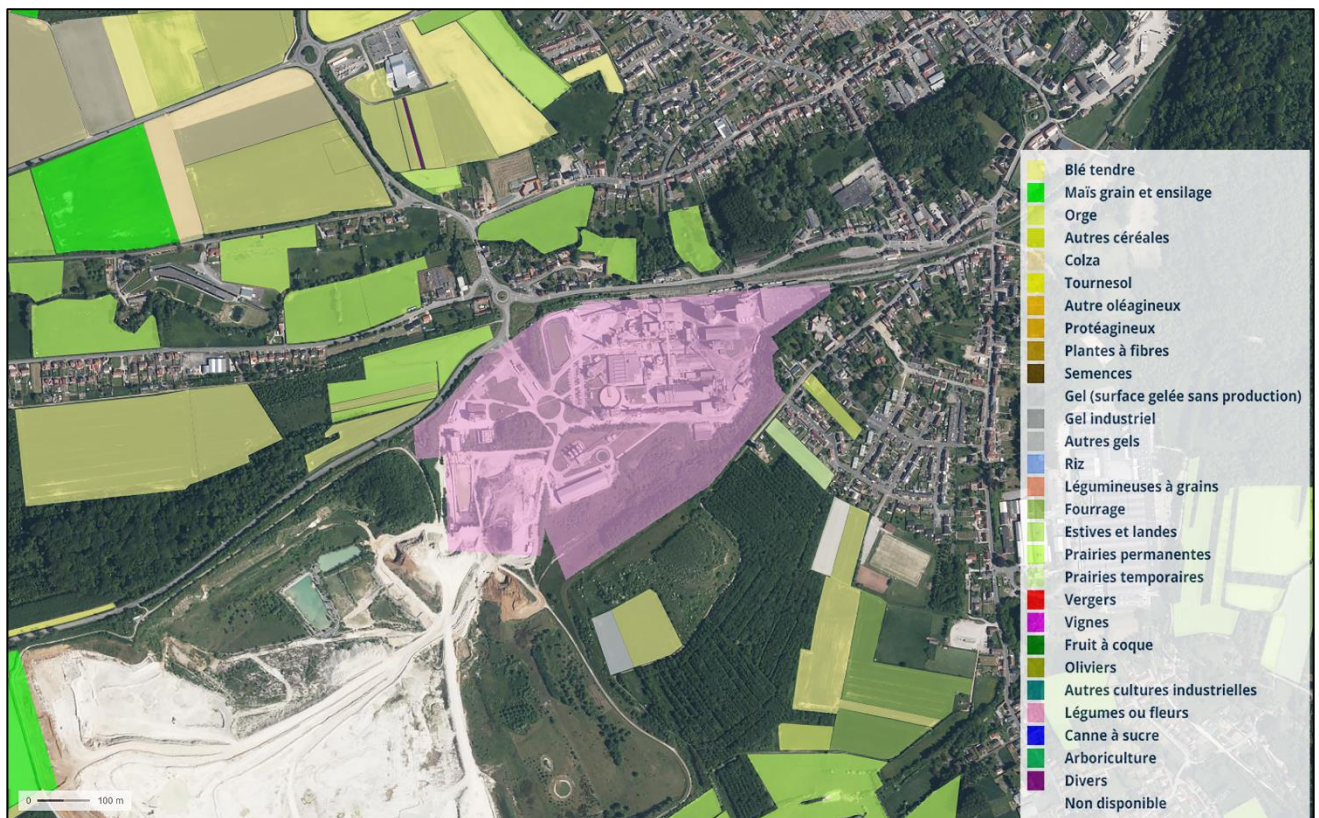 Blé tendre
Maïs grain et ensilage
Orge
Autres céréales
Colza
Tournesol
Autre oléagineux
Protéagineux
Plantes à fibres
Semences
Gel (surface gelée sans production)
Gel industriel
Autres gels
Riz
Légumineuses à grains
Fourrage
Estives et landes
Prairies permanentes
Prairies temporaires
Vergers
Vignes
Fruit à coque
Oliviers
Autres cultures industrielles
Légumes ou fleurs
Canne à sucre
Arboriculture
Divers
Non disponible
0 100 m